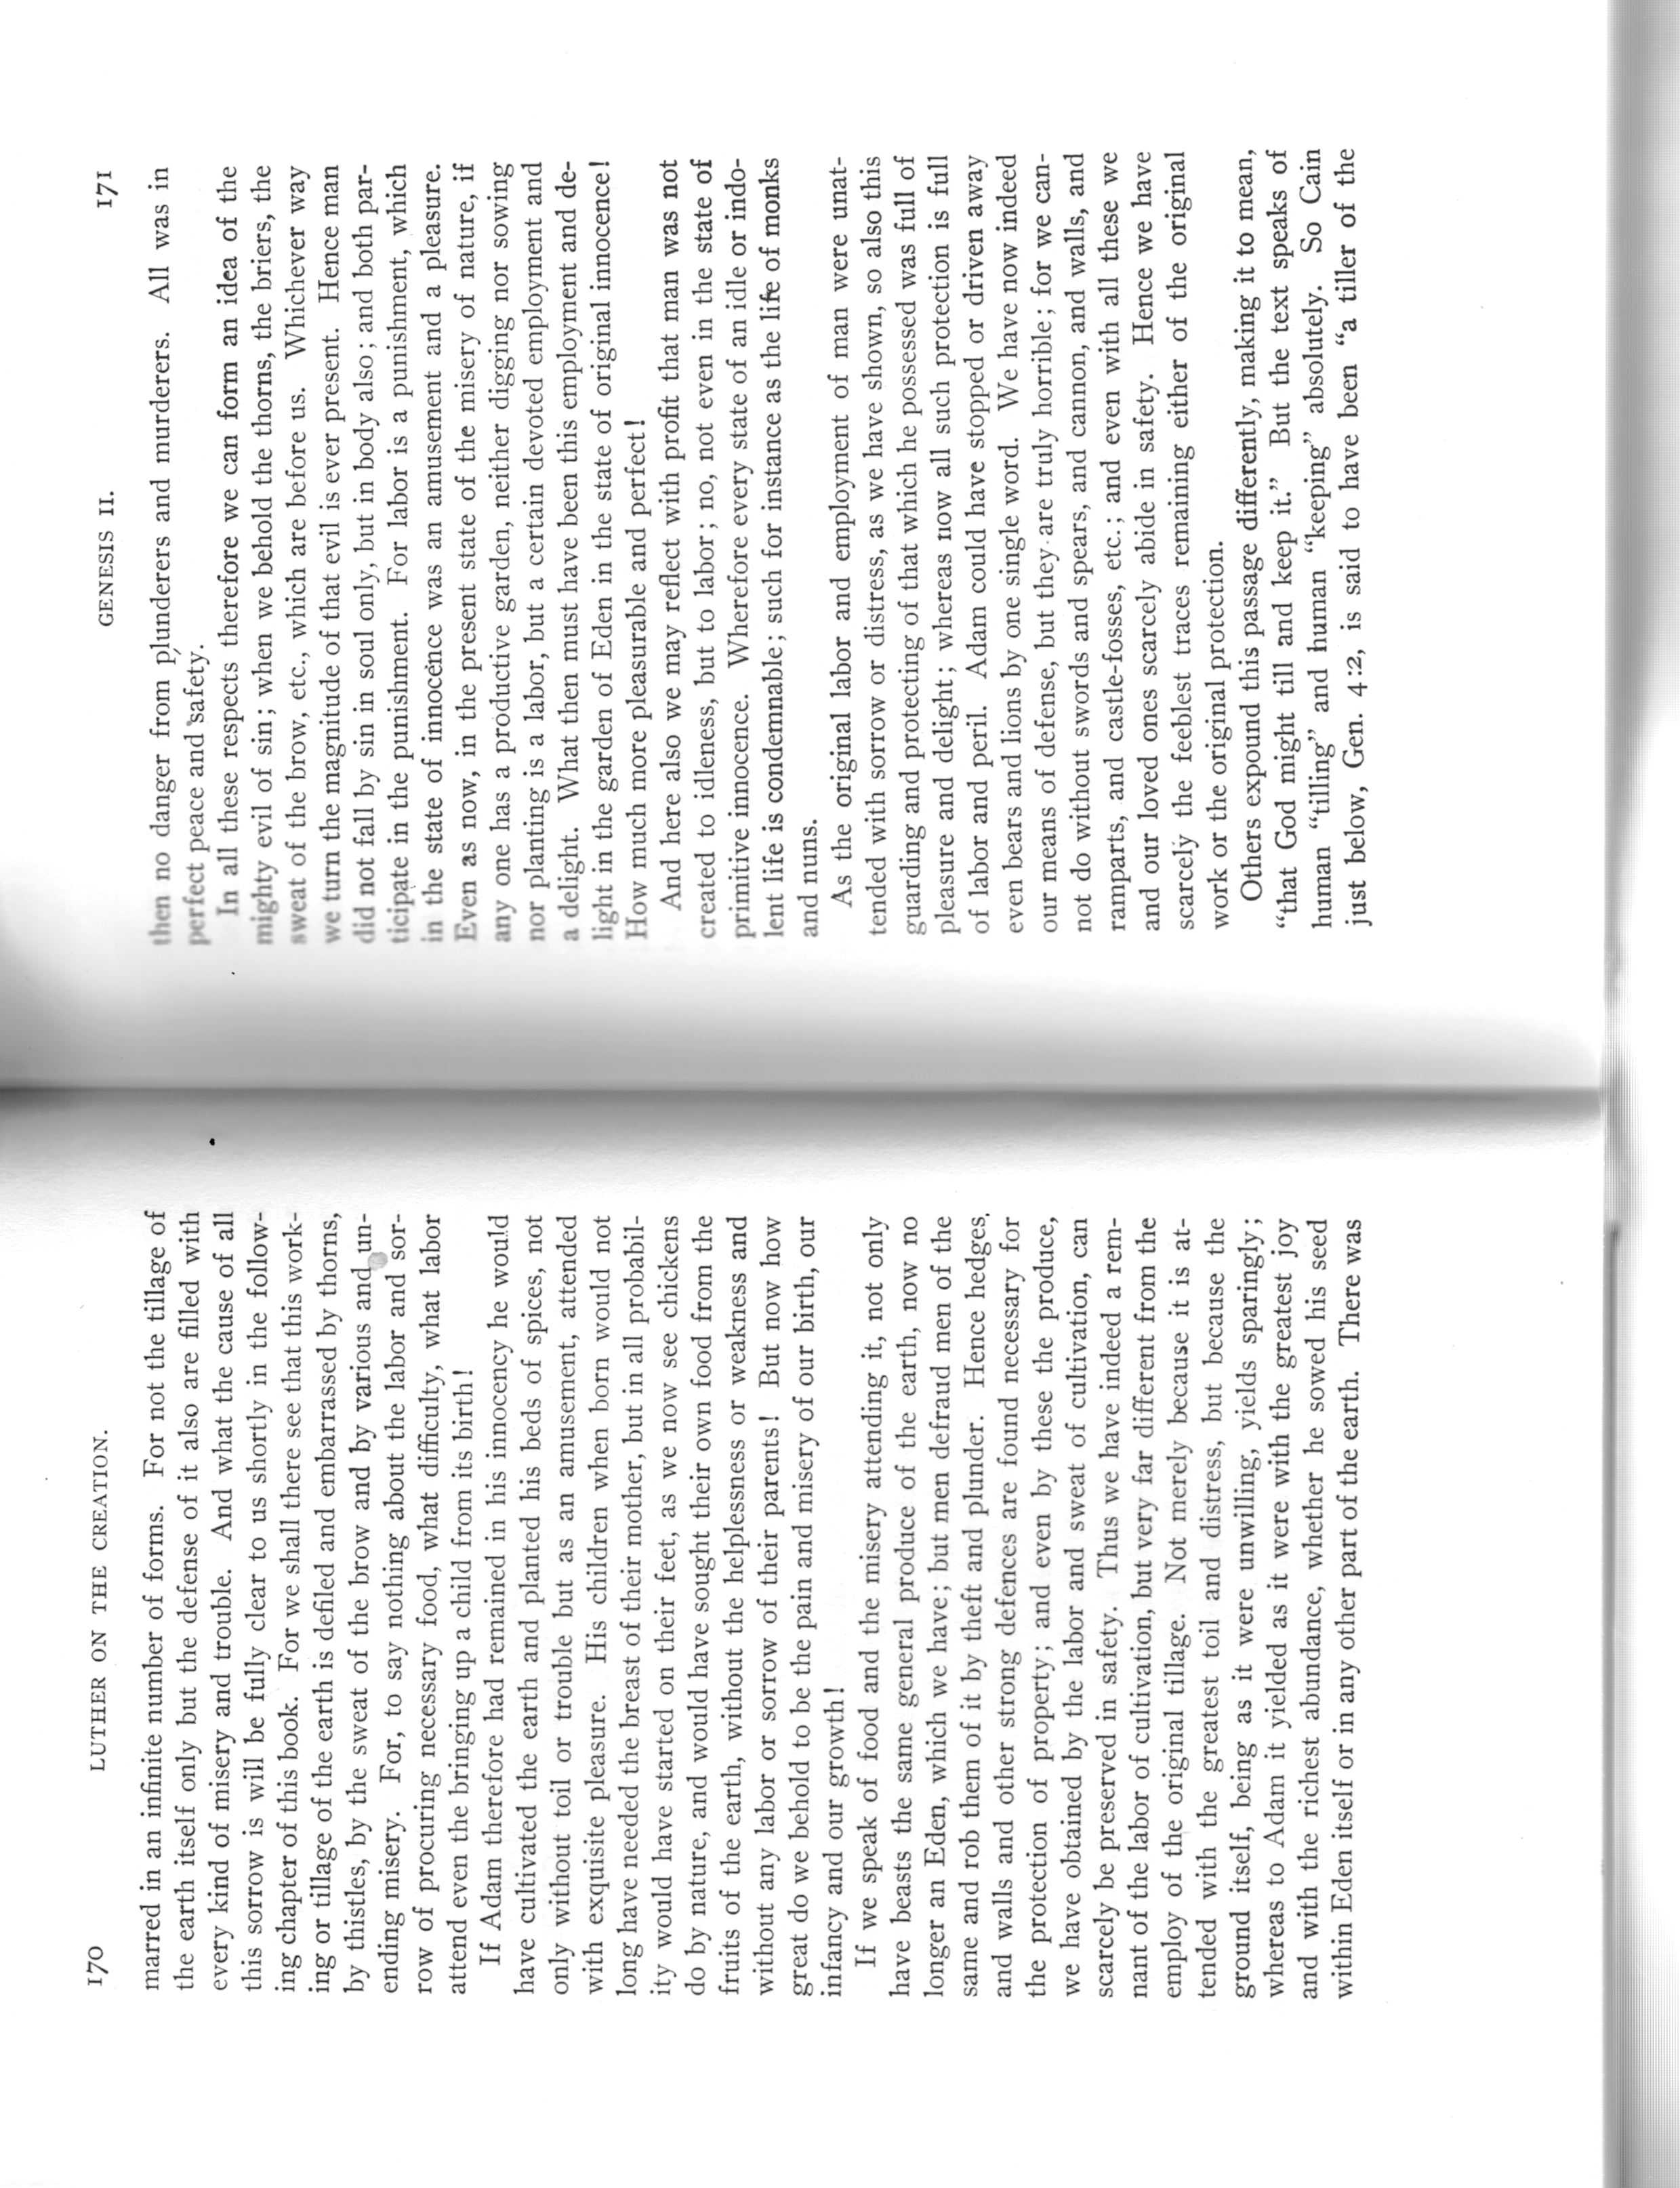 170 LUTHER ON THE CREATION.
marred in an infinite number of forms. For not the tillage of
the earth itself only but the defense of it also are filled with
every kind of misery and trouble. And what the cause of all
this sorrow is will be fully clear to us shortly in the follow-
ing chapter of this book. For we shall there see that this work-
ing or tillage of the earth is defiled and embarrassed by thorns,
by thistles, by the sweat of the brow and by various and un-
ending misery. For, to say nothing about the labor and sor-
row of procuring necessary food, what difficulty, what labor
attend even the bringing up a child from its birth!
If Adam therefore had remained in his innocency he would
have cultivated the earth and planted his beds of spices, not
only without toil or trouble but as an amusement, attended
with exquisite pleasure. His children when born would not
long have needed the breast of their mother, but in all probabil-
ity would have started on their feet, as we now see chickens
do by nature, and would have sought their own food from the
fruits of the earth, without the helplessness or weakness and
without any labor or sorrow of their parents! But now how
great do we behold to be the pain and misery of our birth, our
infancy and our growth!
If we speak of food and the misery attending it, not only
have beasts the same general produce of the earth, now no
longer an Eden, which we have; but men defraud men of the
same and rob them of it by theft and plunder. Hence hedges,
and walls and other strong defences are found necessary for
the protection of property; and even by these the produce,
we have obtained by the labor and sweat of cultivation, can
scarcely be preserved in safety. Thus we have indeed a rem-
nant of the labor of cultivation, but very far different from the
employ of the original tillage. Not merely because it is at-
tended with the greatest toil and distress, but because the
ground itself, being as it were unwilling, yields sparingly;
whereas to Adam it yielded as it were with the greatest joy
and with the richest abundance, whether he sowed his seed
within Eden itself or in any other part of the earth. There was
GENESIS II. 171
then no danger from plunderers and murderers. All was in
perfect peace and safety.
In all these respects therefore we can form an idea of the
mighty evil of sin; when we behold the thorns, the briers, the
sweat of the brow, etc., which are before us. Whichever way
we turn the magnitude of that evil is ever present. Hence man
did not fall by sin in soul only, but in body also; and both par-
ticipate in the punishment. For labor is a punishment, which
in the state of innocence was an amusement and a pleasure.
Even as now, in the present state of the misery of nature, if
any one has a productive garden, neither digging nor sowing
nor planting is a labor, but a certain devoted employment and
a delight. What then must have been this employment and de-
light in the garden of Eden in the state of original innocence!
How much more pleasurable and perfect!
And here also we may reflect with profit that man was not
created to idleness, but to labor; no, not even in the state of
primitive innocence. Wherefore every state of an idle or indo-
lent life is condemnable; such for instance as the life of monks
and nuns.
As the original labor and employment of man were unat-
tended with sorrow or distress, as we have shown, so also this
guarding and protecting of that which he possessed was full of
pleasure and delight; whereas now all such protection is full
of labor and peril. Adam could have stopped or driven away
even bears and lions by one single word. We have now indeed
our means of defense, but they are truly horrible; for we can-
not do without swords and spears, and cannon, and walls, and
ramparts, and castle-fosses, etc.; and even with all these we
and our loved ones scarcely abide in safety. Hence we have
scarcely the feeblest traces remaining either of the original
work or the original protection.
Others expound this passage differently, making it to mean,
“that God might till and keep it.” But the text speaks of
human “tilling” and human “keeping” absolutely. So Cain
just below, Gen. 4:2, is said to have been “a tiller of the